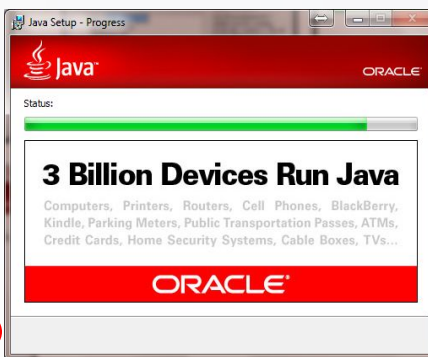 Java Setup - Progress
Java™
ORACLE®
Status:
3 Billion Devices Run Java
Computers, Printers, Routers, Cell Phones, BlackBerry,
Kindle, Parking Meters, Public Transportation Passes, ATMs,
Credit Cards, Home Security Systems, Cable Boxes, TVs...
ORACLE®